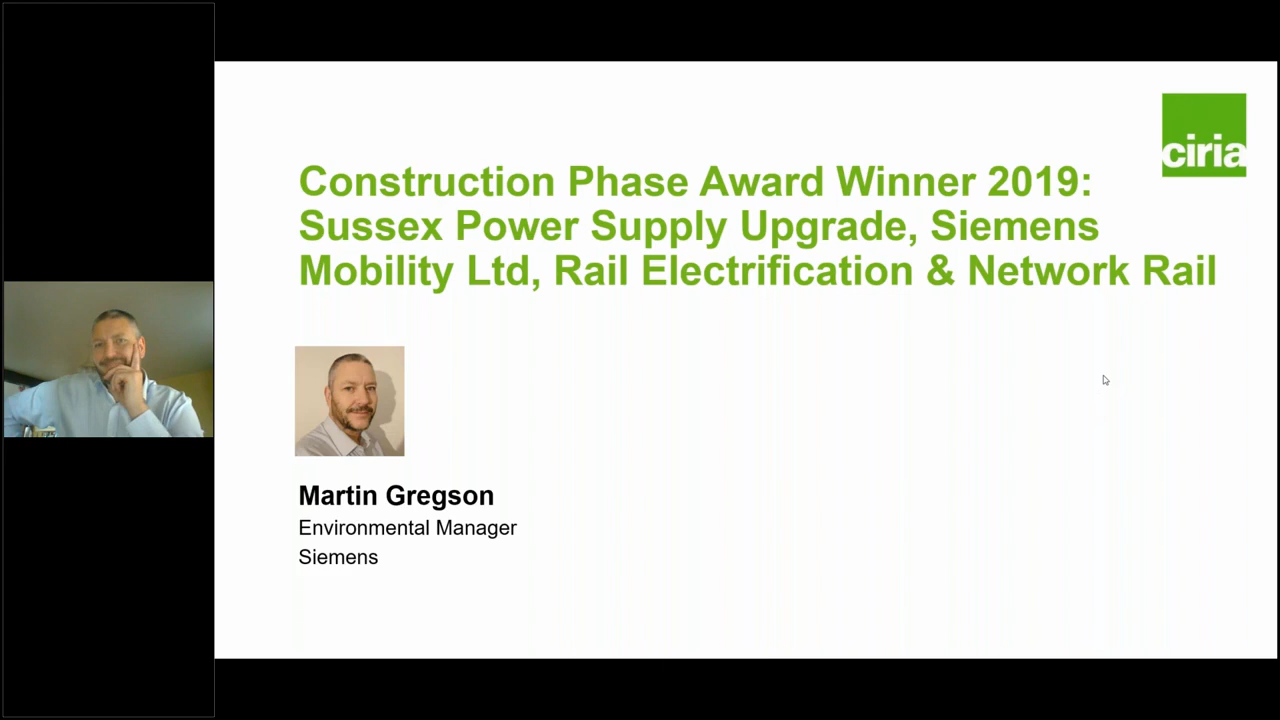 ciria
Construction Phase Award Winner 2019:
Sussex Power Supply Upgrade, Siemens
Mobility Ltd, Rail Electrification & Network Rail
Martin Gregson
Environmental Manager
Siemens